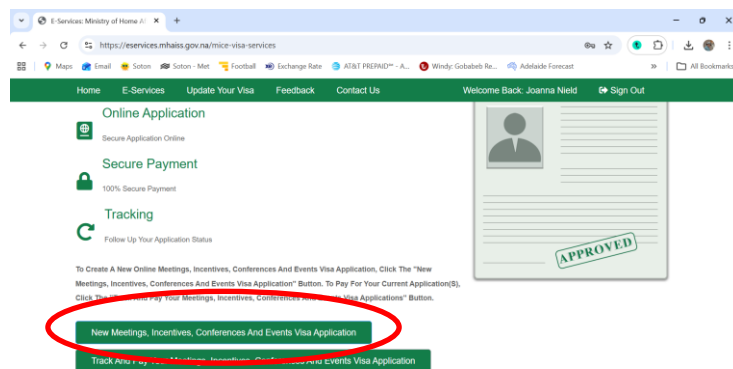 E-Services: Ministry of Home Af
https://eservices.mhaiss.gov.na/mice-visa-services
Maps Email Soton Soton - Met Football Exchange Rate AT&T PREPAID℠ - A... Windy: Gobabeb Re... Adelaide Forecast » All Bookmarks
Home E-Services Update Your Visa Feedback Contact Us Welcome Back: Joanna Nield Sign Out
Online Application
Secure Application Online
Secure Payment
100% Secure Payment
Tracking
Follow Up Your Application Status
APPROVED
To Create A New Online Meetings, Incentives, Conferences And Events Visa Application, Click The "New
Meetings, Incentives, Conferences And Events Visa Application" Button. To Pay For Your Current Application(S),
Click The And Pay Your Meetings, Incentives, Conferences And Events Visa Applications" Button.
New Meetings, Incentives, Conferences And Events Visa Application
Track And Pay Your Meetings, Incentives, Conferences And Events Visa Application